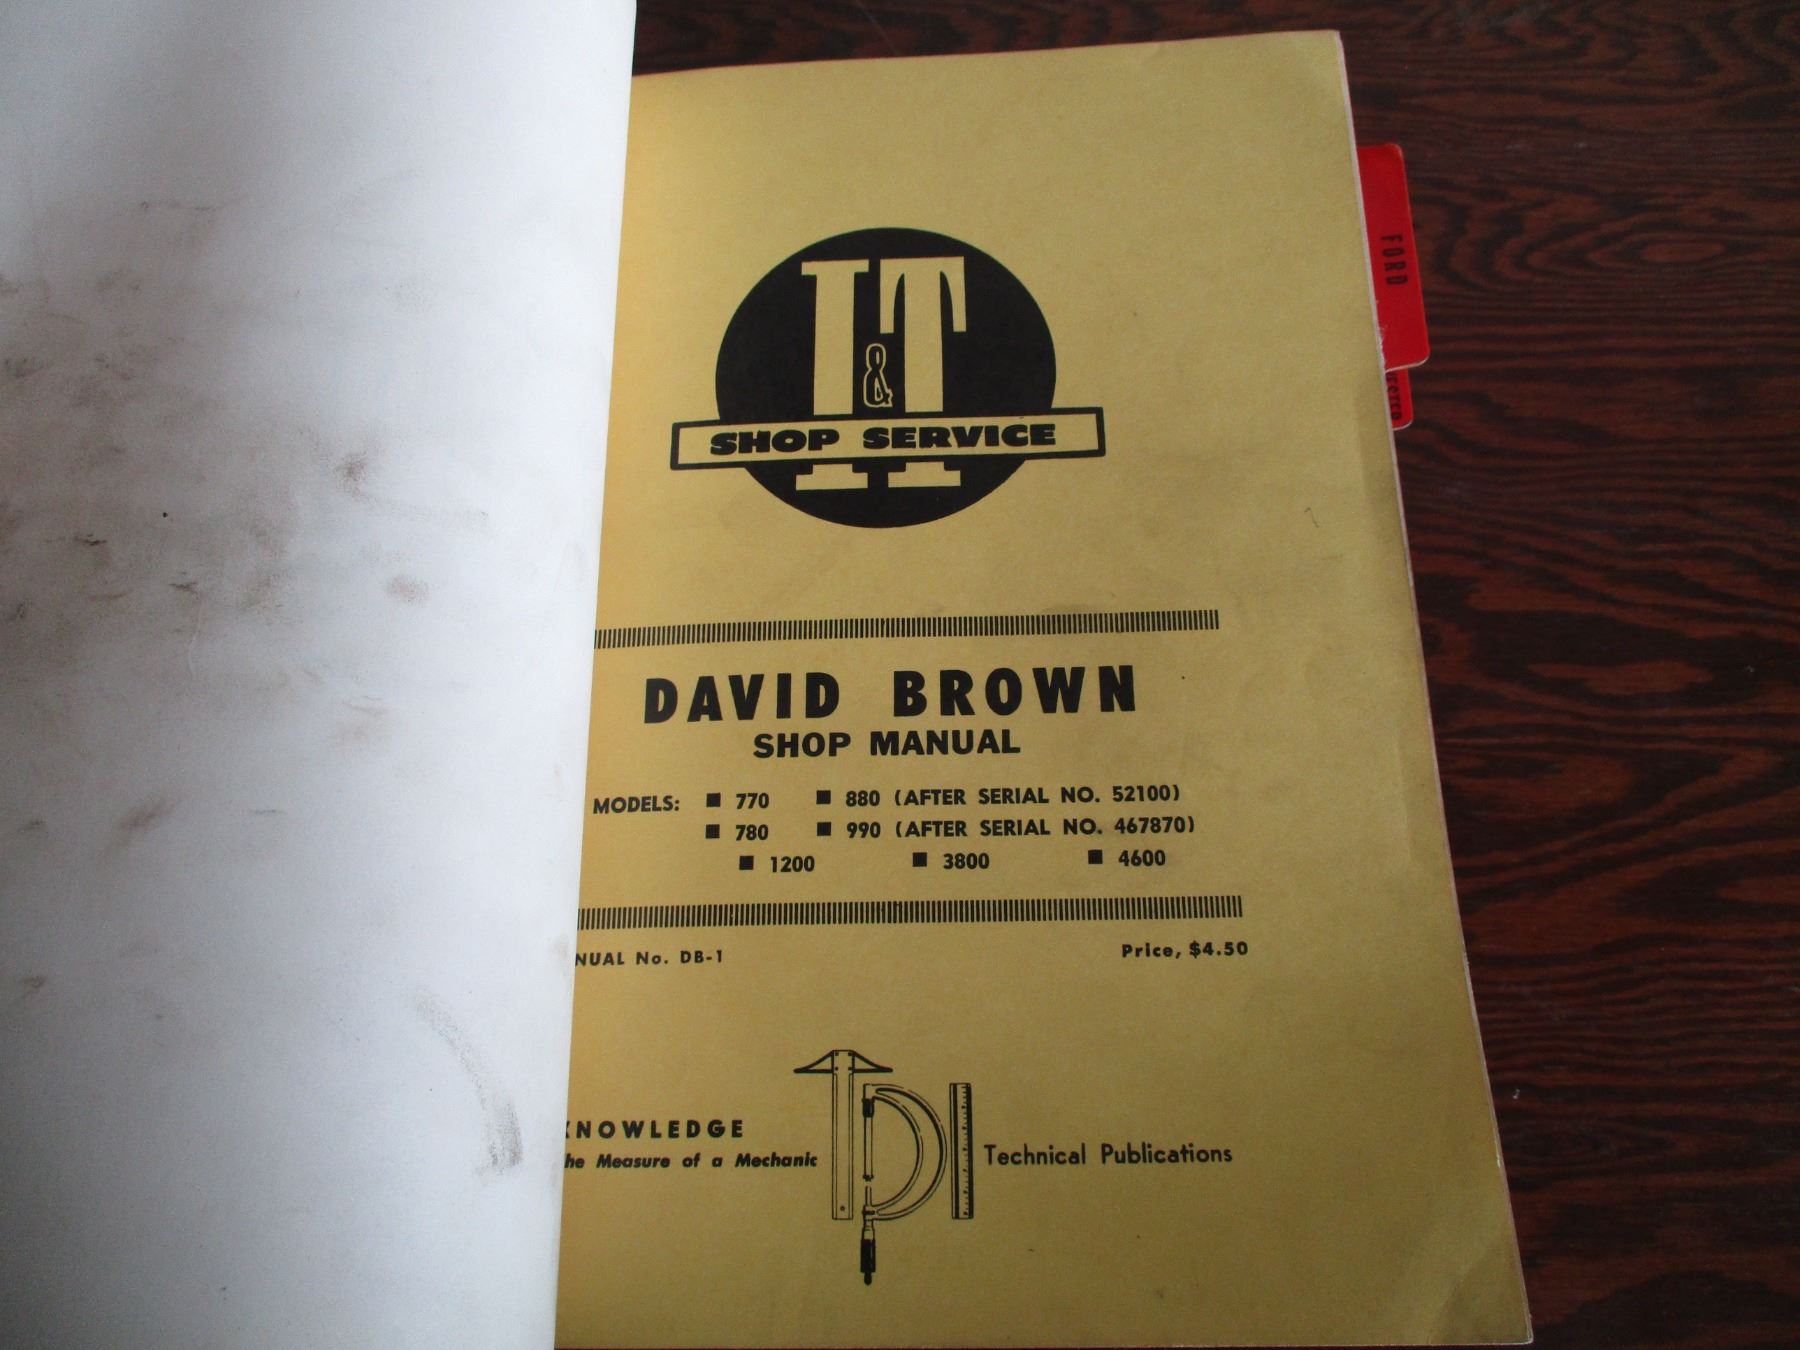 I&T
SHOP SERVICE
FORD
DAVID BROWN
SHOP MANUAL
MODELS: ■ 770 ■ 880 (AFTER SERIAL NO. 52100)
■ 780 ■ 990 (AFTER SERIAL NO. 467870)
■ 1200 ■ 3800 ■ 4600
NUAL No. DB-1 Price, $4.50
KNOWLEDGE
he Measure of a Mechanic
Technical Publications